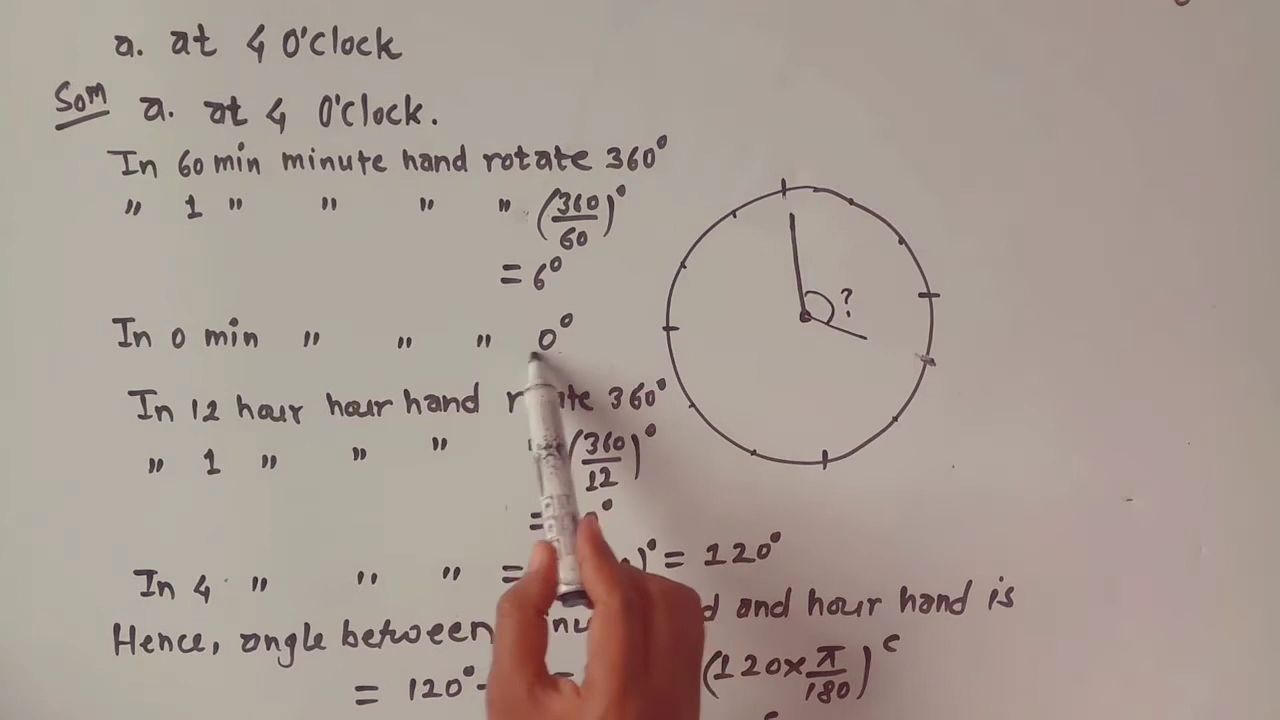 a. at 4 O'Clock
Som a. at 4 O'Clock.
In 60 min minute hand rotate 360°
" 1 " " " " (360/60)°
= 6°
?
In 0 min " " " 0°
In 12 hour hour hand 360°
" 1 " " " (360/12)°
=
In 4 " " " = = 120°
Hence, angle between and hour hand is
= 120° (120×π/180)ᶜ